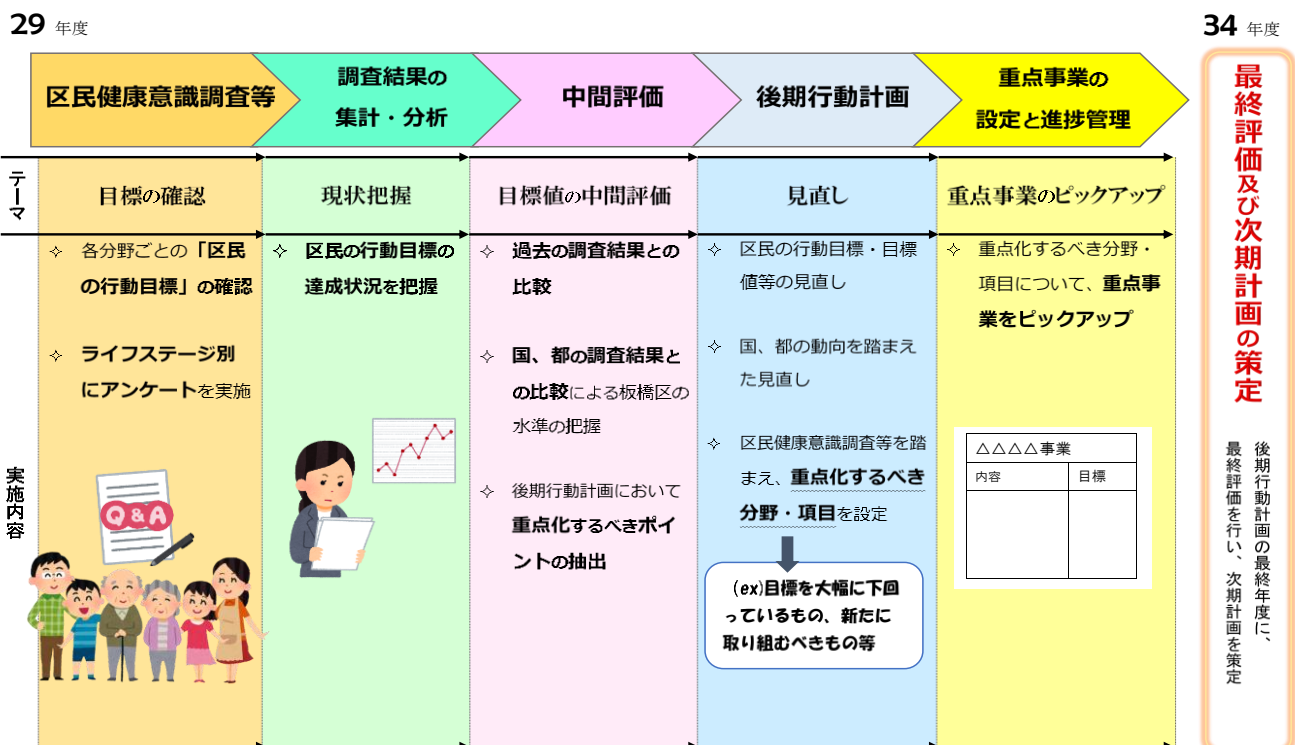 29 年度
34 年度
区民健康意識調査等
調査結果の
集計・分析
中間評価
後期行動計画
重点事業の
設定と進捗管理
テーマ
目標の確認
現状把握
目標値の中間評価
見直し
重点事業のピックアップ
実施内容
✧ 各分野ごとの「区民
の行動目標」の確認
✧ ライフステージ別
にアンケートを実施
Q&A
✧ 区民の行動目標の
達成状況を把握
✧ 過去の調査結果との
比較
✧ 国、都の調査結果と
の比較による板橋区の
水準の把握
✧ 後期行動計画において
重点化するべきポイ
ントの抽出
✧ 区民の行動目標・目標
値等の見直し
✧ 国、都の動向を踏まえ
た見直し
✧ 区民健康意識調査等を踏
まえ、重点化するべき
分野・項目を設定
(ex)目標を大幅に下回
っているもの、新たに
取り組むべきもの等
✧ 重点化するべき分野・
項目について、重点事
業をピックアップ
△△△△事業
内容 目標
最終評価及び次期計画の策定
後期行動計画の最終年度に、
最終評価を行い、次期計画を策定